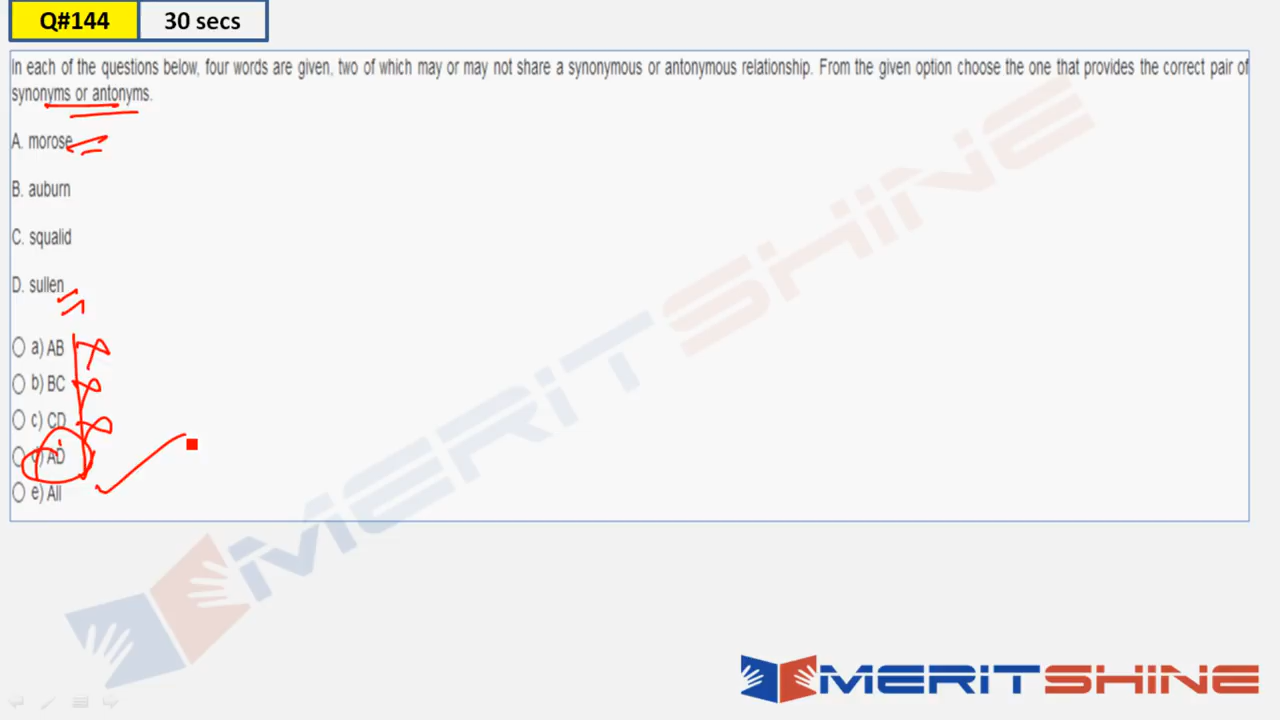 Q#144
30 secs
In each of the questions below, four words are given, two of which may or may not share a synonymous or antonymous relationship. From the given option choose the one that provides the correct pair of
synonyms or antonyms.
A. morose
B. auburn
C. squalid
D. sullen
a) AB
b) BC
c) CD
d) AD
e) All
MERITSHINE
MERITSHINE